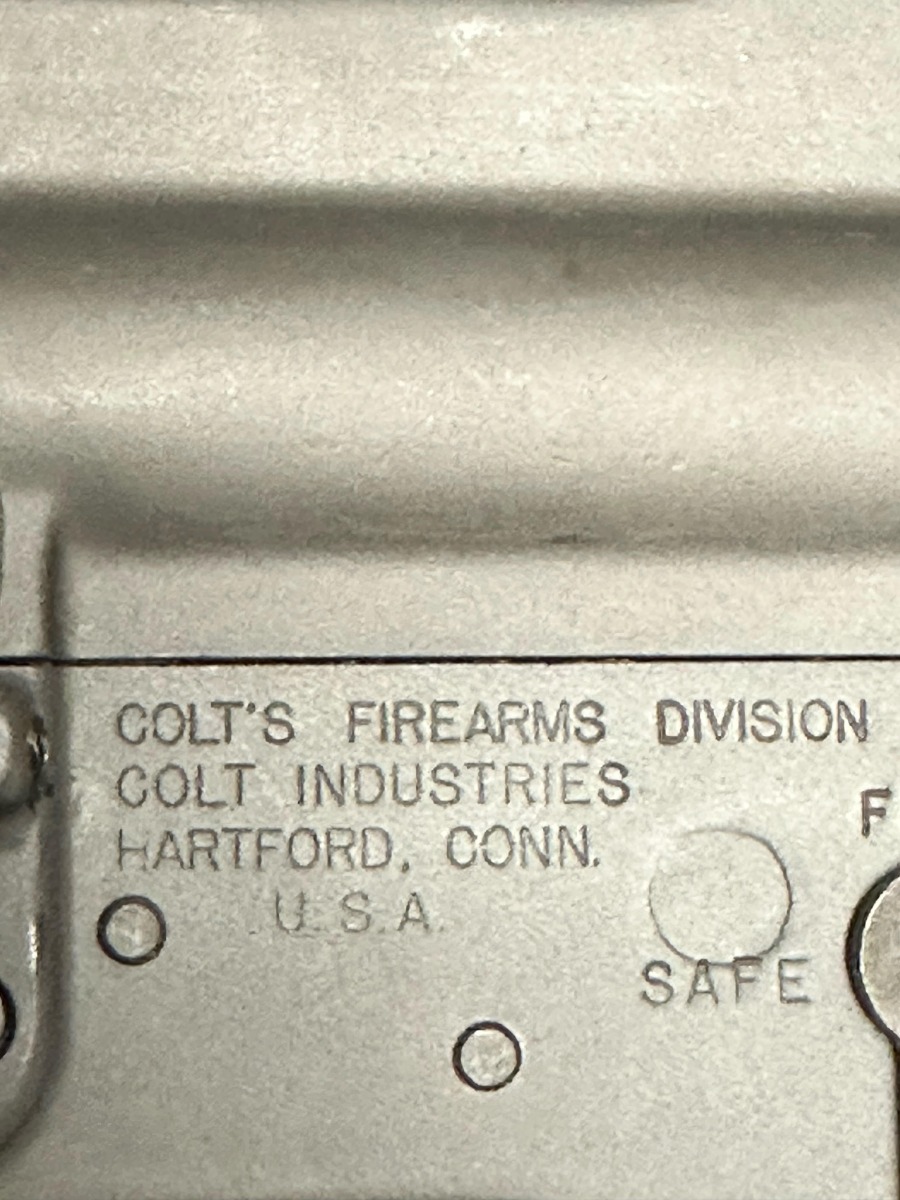 COLT'S FIREARMS DIVISION
COLT INDUSTRIES
HARTFORD, CONN.
U.S.A.
F
SAFE